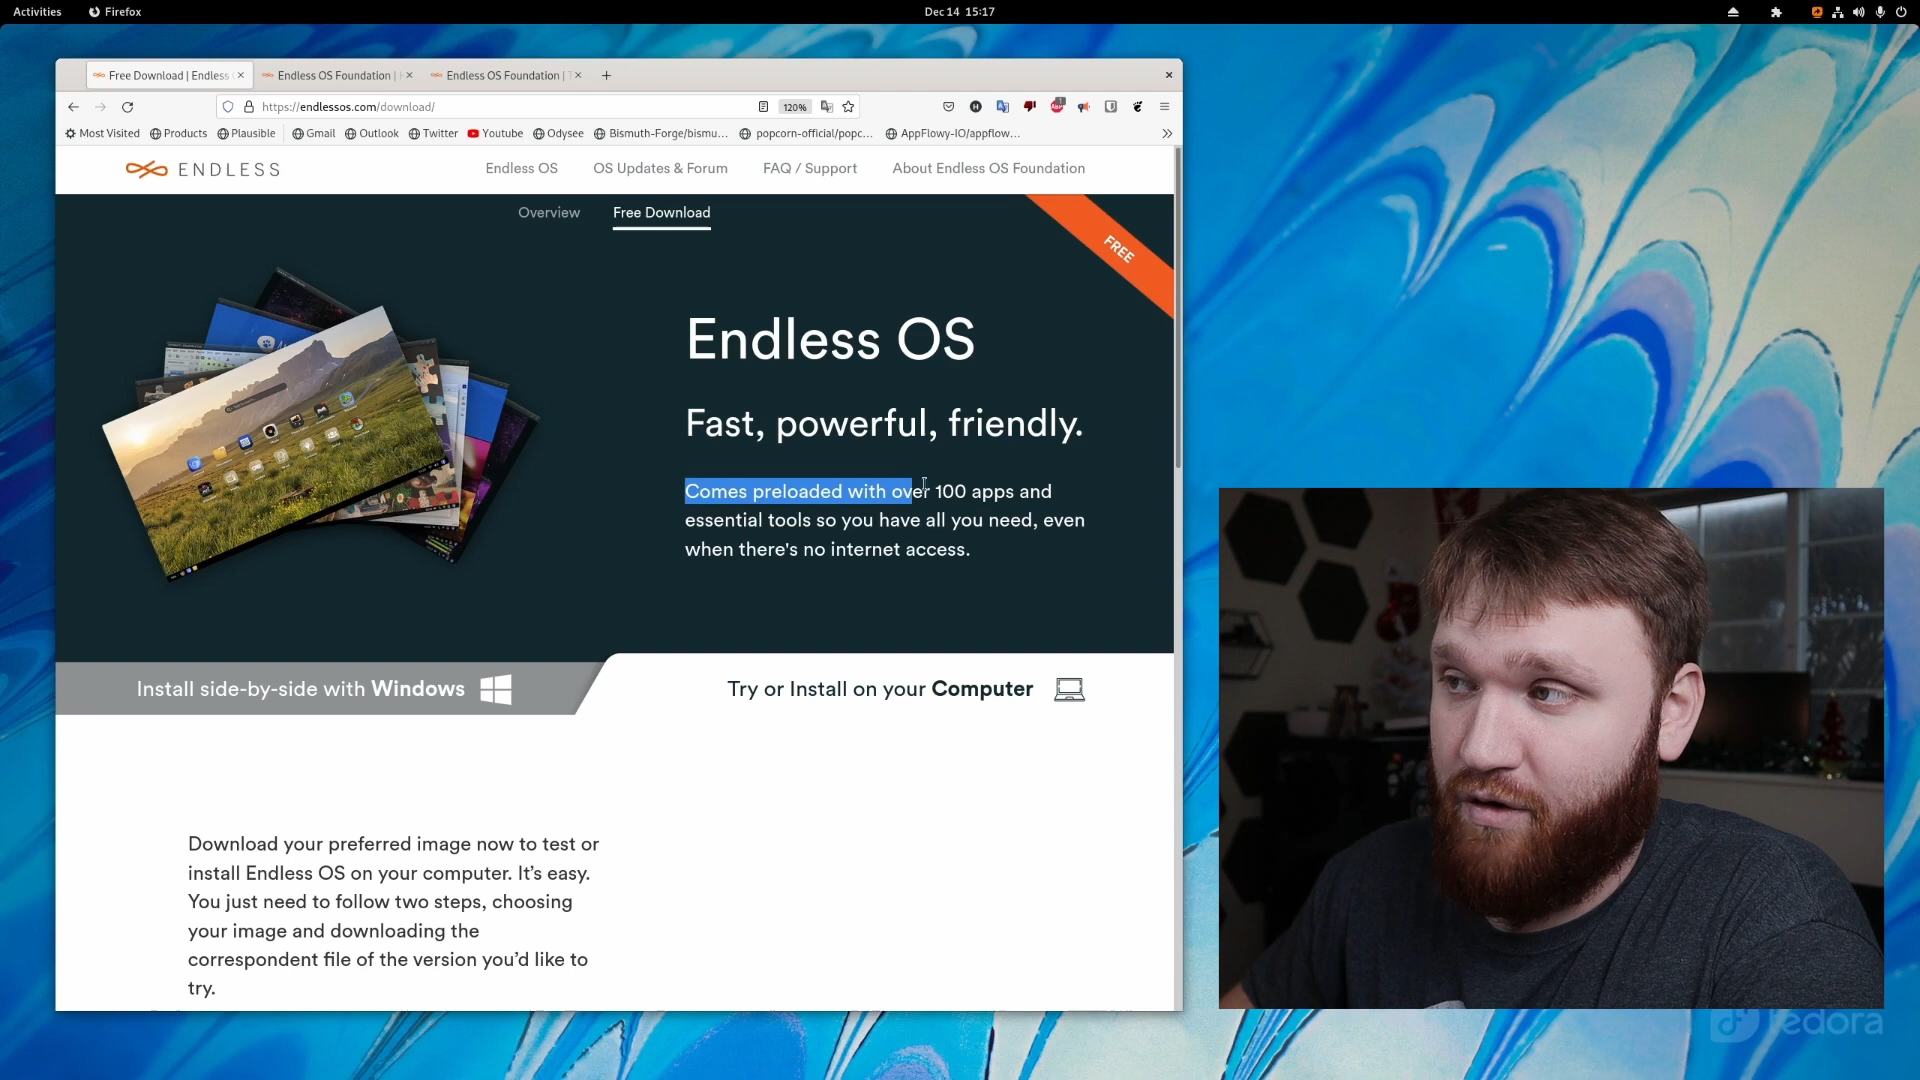 Activities Firefox Dec 14 15:17
Free Download | Endless Endless OS Foundation | Endless OS Foundation |
https://endlessos.com/download/ 120%
Most Visited Products Plausible Gmail Outlook Twitter Youtube Odysee Bismuth-Forge/bismu… popcorn-official/popc… AppFlowy-IO/appflow…
ENDLESS Endless OS OS Updates & Forum FAQ / Support About Endless OS Foundation
Overview Free Download
FREE
Endless OS
Fast, powerful, friendly.
Comes preloaded with over 100 apps and
essential tools so you have all you need, even
when there's no internet access.
Install side-by-side with Windows Try or Install on your Computer
Download your preferred image now to test or
install Endless OS on your computer. It’s easy.
You just need to follow two steps, choosing
your image and downloading the
correspondent file of the version you’d like to
try.
fedora